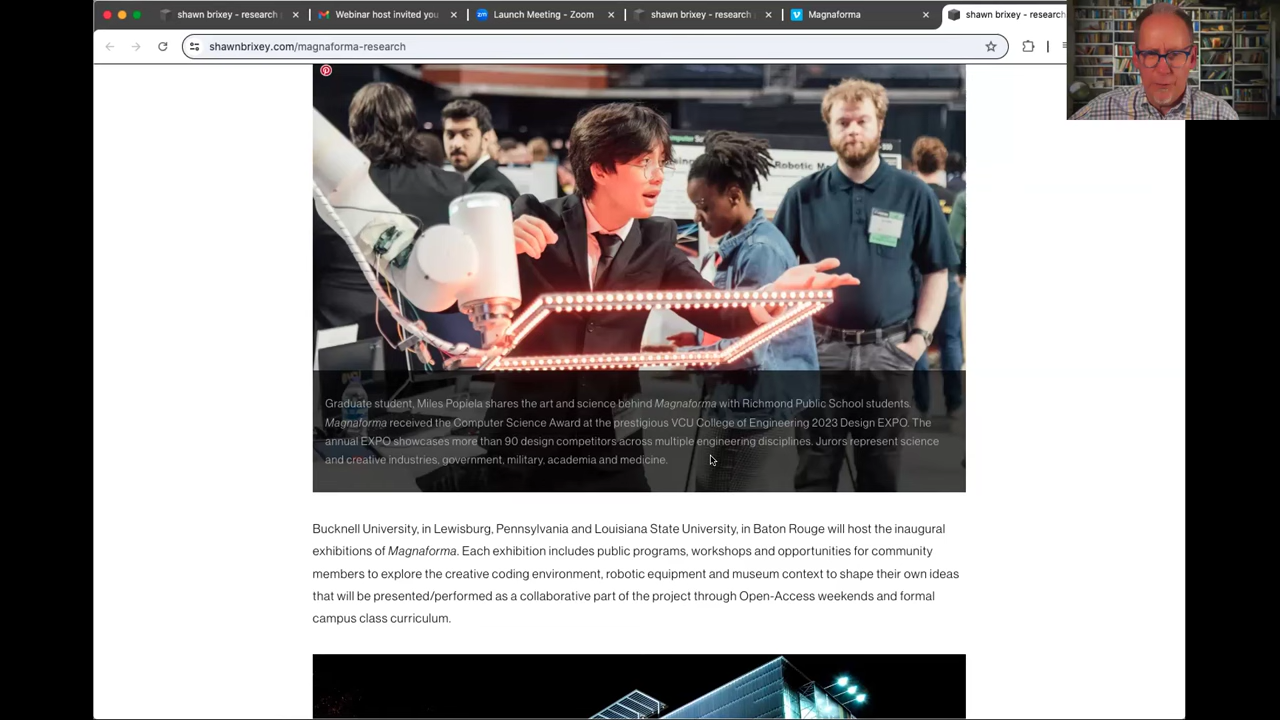 shawn brixey - research
Webinar host invited you
Launch Meeting - Zoom
shawn brixey - research
Magnaforma
shawn brixey - research
shawnbrixey.com/magnaforma-research
Robotic
Graduate student, Miles Popiela shares the art and science behind Magnaforma with Richmond Public School students.
Magnaforma received the Computer Science Award at the prestigious VCU College of Engineering 2023 Design EXPO. The
annual EXPO showcases more than 90 design competitors across multiple engineering disciplines. Jurors represent science
and creative industries, government, military, academia and medicine.
Bucknell University, in Lewisburg, Pennsylvania and Louisiana State University, in Baton Rouge will host the inaugural
exhibitions of Magnaforma. Each exhibition includes public programs, workshops and opportunities for community
members to explore the creative coding environment, robotic equipment and museum context to shape their own ideas
that will be presented/performed as a collaborative part of the project through Open-Access weekends and formal
campus class curriculum.